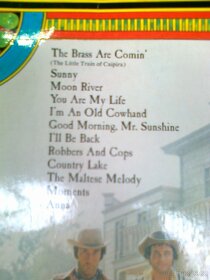 The Brass Are Comin'
(The Little Train of Caipira)
Sunny
Moon River
You Are My Life
I'm An Old Cowhand
Good Morning, Mr. Sunshine
I'll Be Back
Robbers And Cops
Country Lake
The Maltese Melody
Moments
Anna